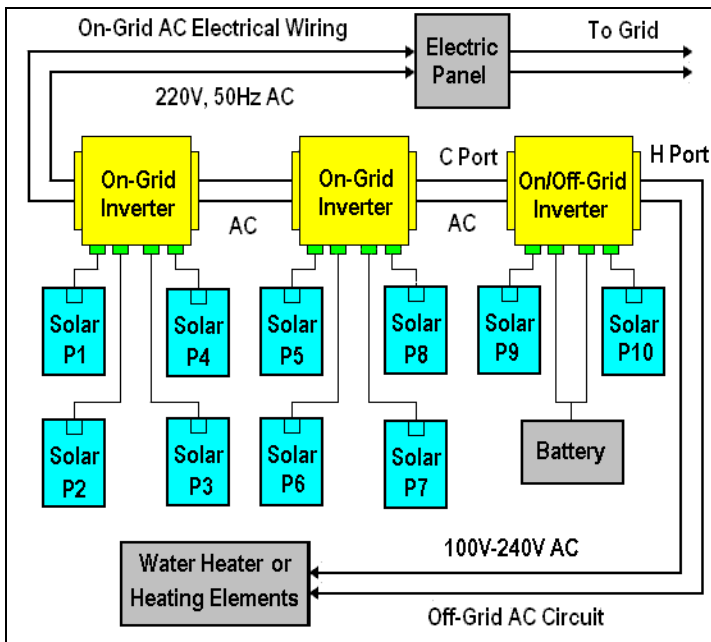 On-Grid AC Electrical Wiring
Electric
Panel
To Grid
220V, 50Hz AC
On-Grid
Inverter
AC
On-Grid
Inverter
C Port
AC
On/Off-Grid
Inverter
H Port
Solar
P1
Solar
P4
Solar
P5
Solar
P8
Solar
P9
Solar
P10
Solar
P2
Solar
P3
Solar
P6
Solar
P7
Battery
100V-240V AC
Water Heater or
Heating Elements
Off-Grid AC Circuit